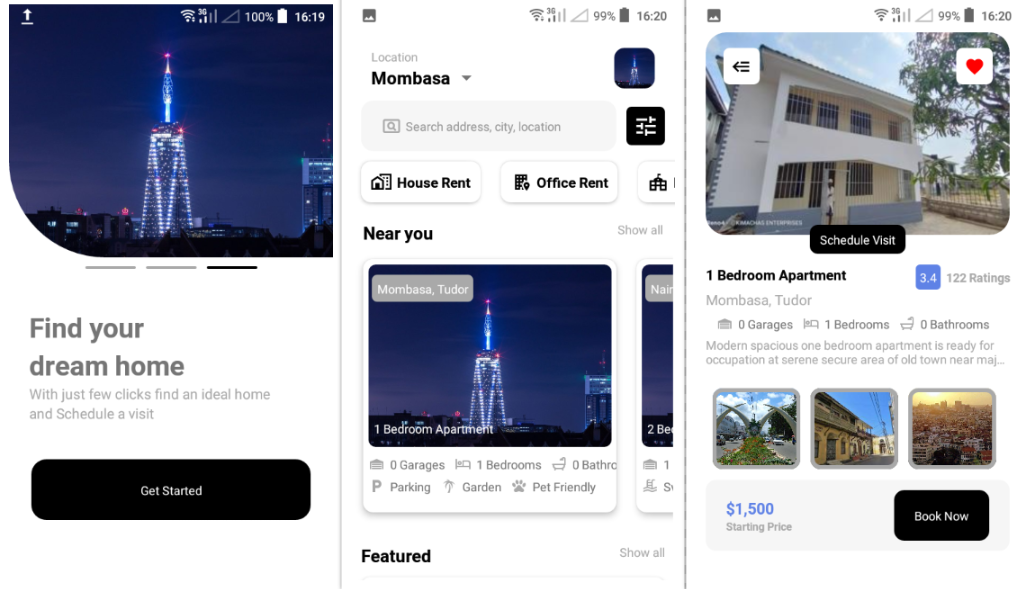 3G
100%
16:19
Find your
dream home
With just few clicks find an ideal home
and Schedule a visit
Get Started
3G
99%
16:20
Location
Mombasa
Search address, city, location
House Rent
Office Rent
Near you
Show all
Mombasa, Tudor
1 Bedroom Apartment
0 Garages
1 Bedrooms
0 Bathro
P Parking
Garden
Pet Friendly
Nair
2 Be
1
Sv
Featured
Show all
3G
99%
16:20
KIMACHAS ENTERPRISES
Schedule Visit
1 Bedroom Apartment
3.4
122 Ratings
Mombasa, Tudor
0 Garages
1 Bedrooms
0 Bathrooms
Modern spacious one bedroom apartment is ready for
occupation at serene secure area of old town near maj...
$1,500
Starting Price
Book Now